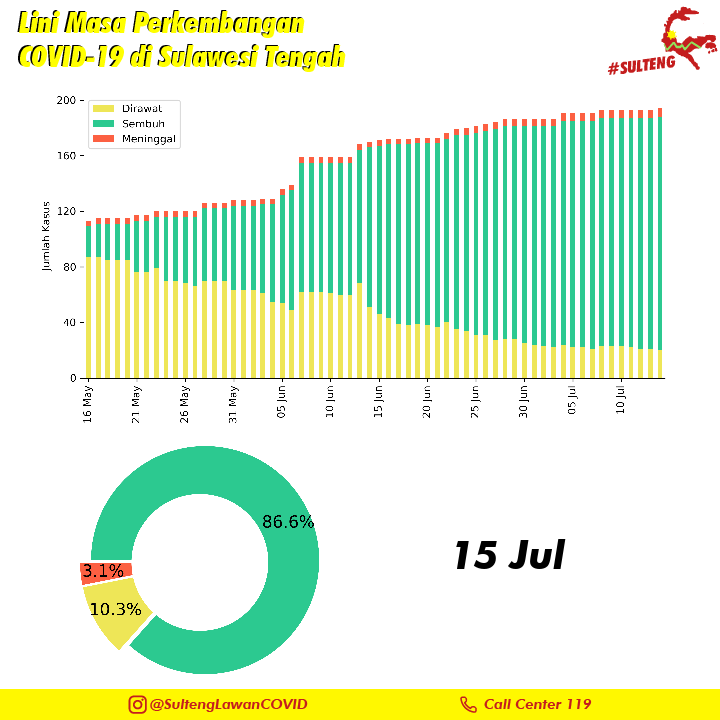 Lini Masa Perkembangan
COVID-19 di Sulawesi Tengah
#SULTENG
Dirawat
Sembuh
Meninggal
Jumlah Kasus
200
160
120
80
40
0
16 May
21 May
26 May
31 May
05 Jun
10 Jun
15 Jun
20 Jun
25 Jun
30 Jun
05 Jul
10 Jul
86.6%
3.1%
10.3%
15 Jul
@SultengLawanCOVID
Call Center 119